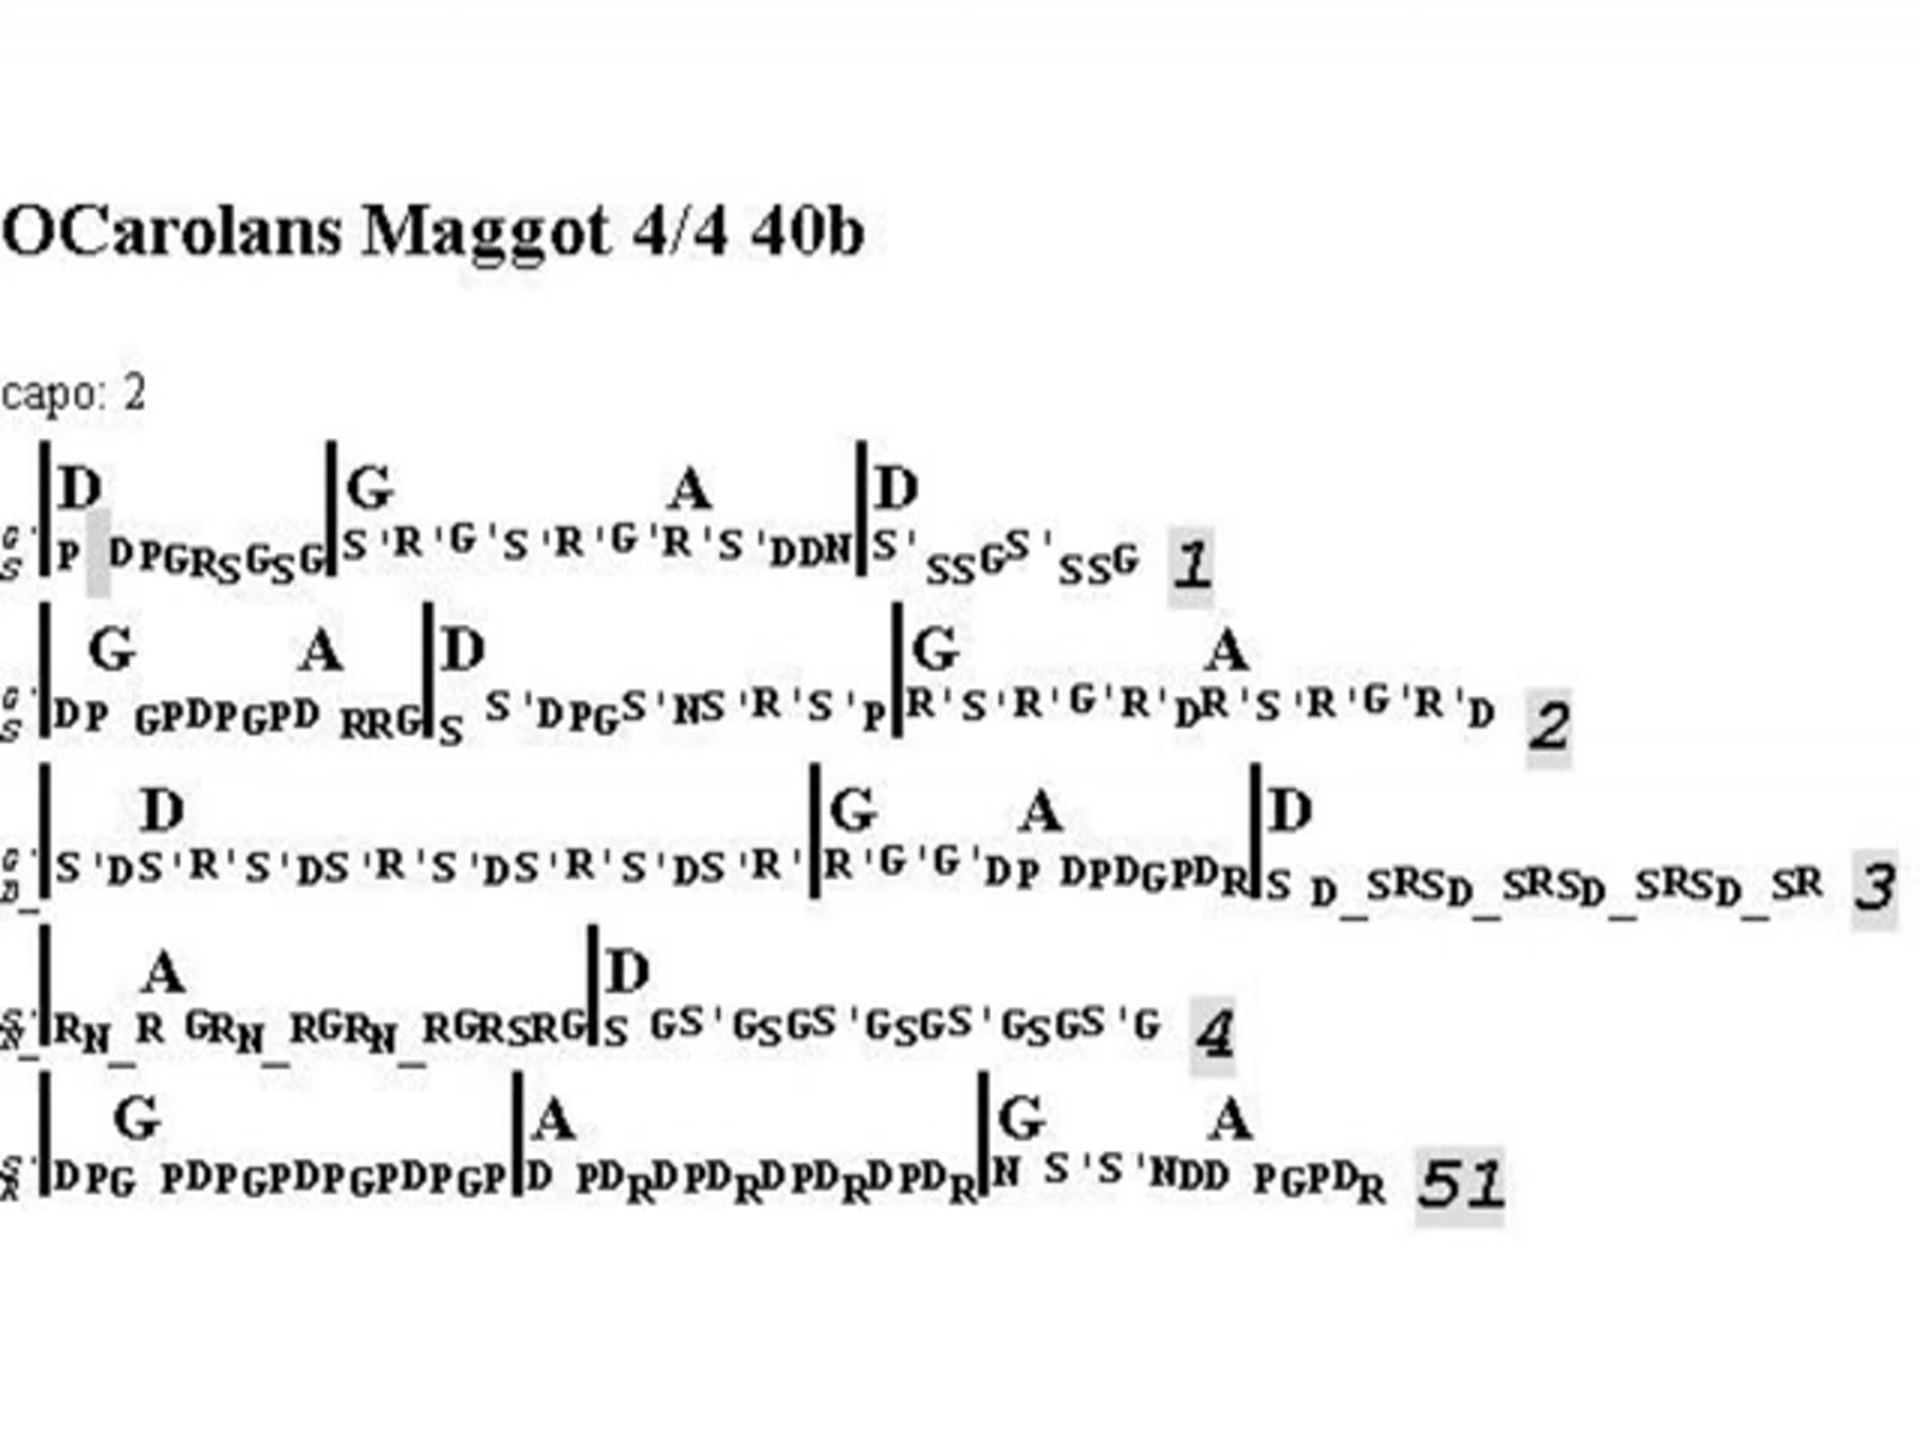 OCarolans Maggot 4/4 40b
capo: 2
D G A D
G' S |P DPGRSGSG|S'R'G'S'R'G'R'S'DDN|S'SSGS'SSG 1
G A D G A
G' S |DP GPDPGPD RRG|S S'DPGS'NS'R'S'P|R'S'R'G'R'DR'S'R'G'R'D 2
D G A D
G' D_ |S'DS'R'S'DS'R'S'DS'R'S'DS'R'|R'G'G'DP DPDGPDR|S D_SRSD_SRSD_SRSD_SR 3
A D
|RN_R GRN_RGRN_RGRSRG|S GS'GSGS'GSGS'GSGS'G 4
G A G A
|DPG PDPGPDPGPDPGP|D PDRDPDRDPDRDPDR|N S'S'NDD PGPDR 51